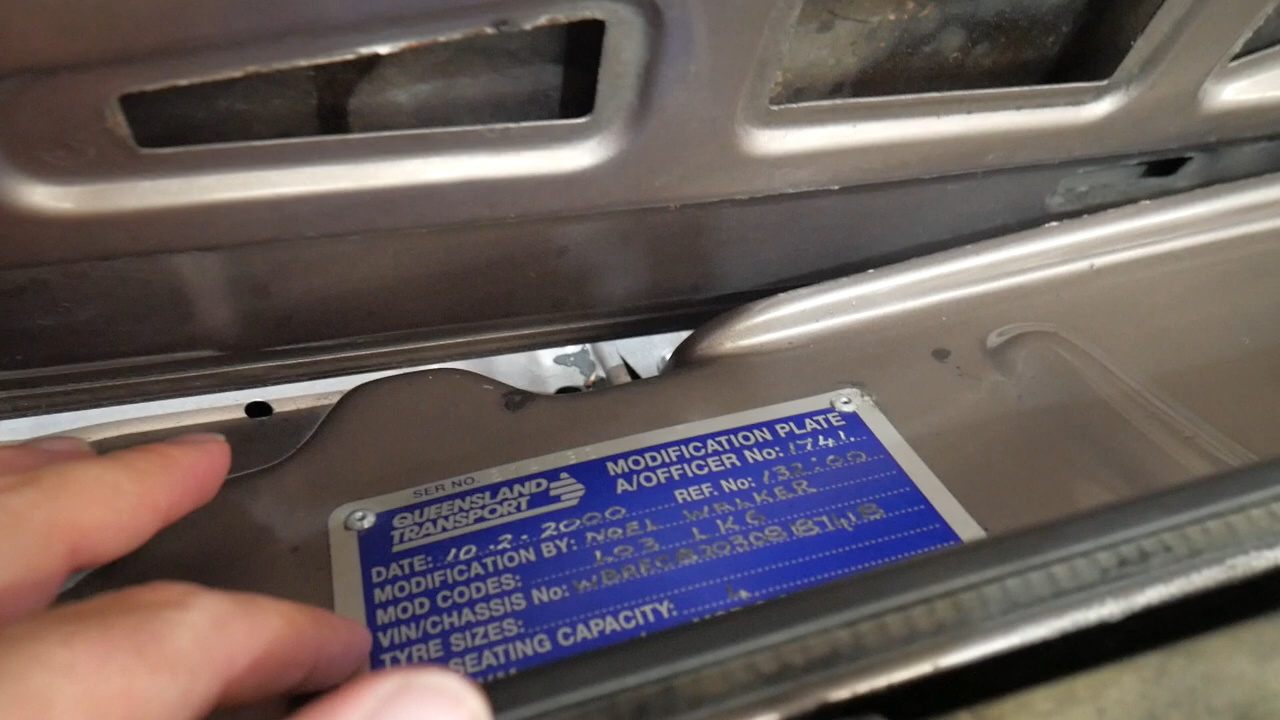 SER NO.
MODIFICATION PLATE
QUEENSLAND
TRANSPORT
A/OFFICER No: 1741
REF. No: 132.00
DATE: 10.2.2000
MODIFICATION BY: NOEL WALKER
MOD CODES: LO3 LK6
VIN/CHASSIS No:
TYRE SIZES:
SEATING CAPACITY: 4